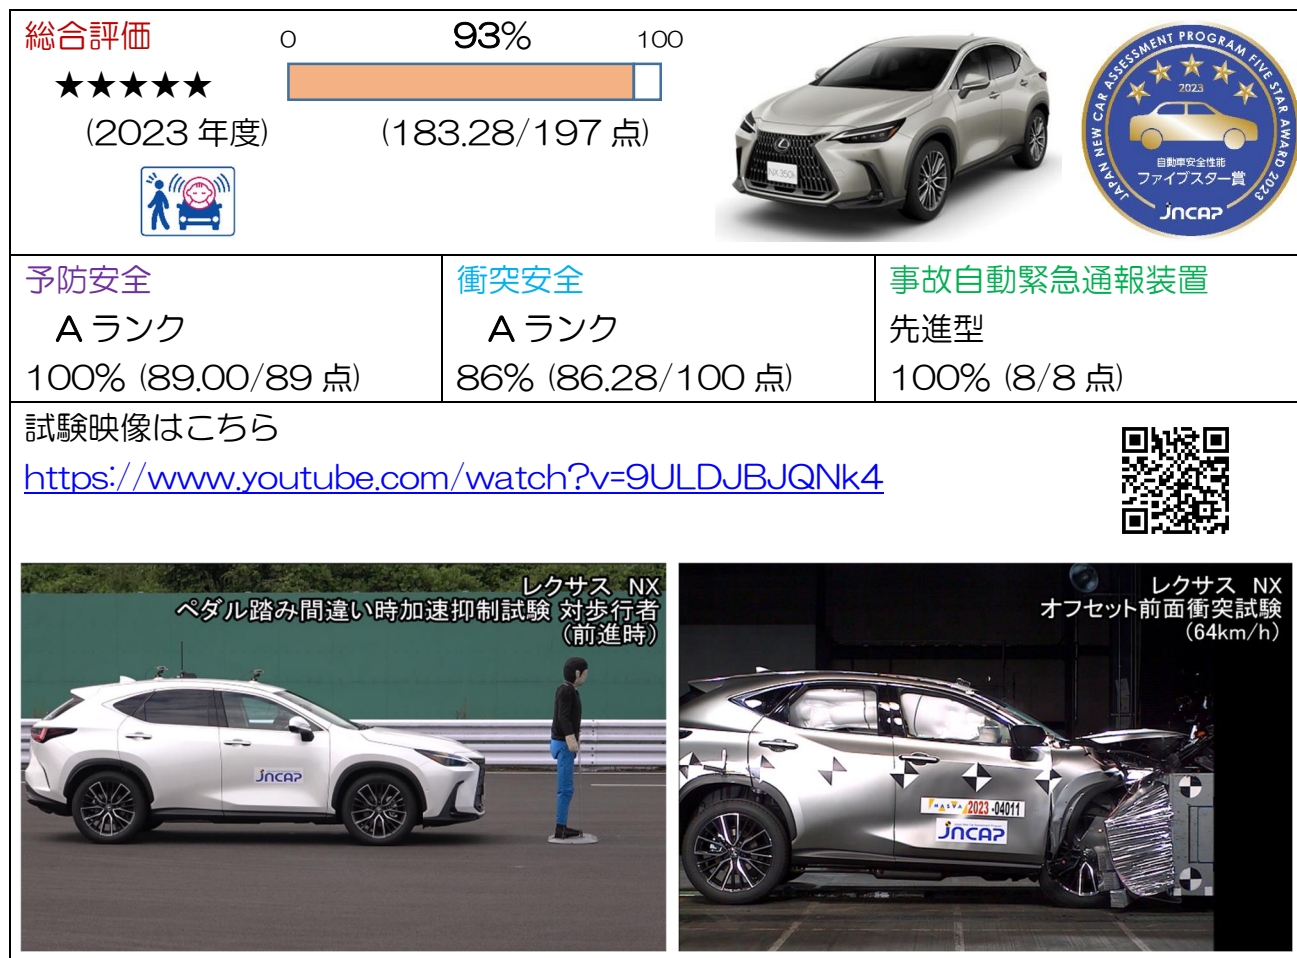 総合評価
0 93% 100
★★★★★
(2023 年度)
(183.28/197 点)
NX350h
JAPAN NEW CAR ASSESSMENT PROGRAM FIVE STAR AWARD 2023
2023
自動車安全性能
ファイブスター賞
JNCAP
予防安全
A ランク
100% (89.00/89 点)
衝突安全
A ランク
86% (86.28/100 点)
事故自動緊急通報装置
先進型
100% (8/8 点)
試験映像はこちら
https://www.youtube.com/watch?v=9ULDJBJQNk4
レクサス NX
ペダル踏み間違い時加速抑制試験 対歩行者
(前進時)
JNCAP
レクサス NX
オフセット前面衝突試験
(64km/h)
NASVA 2023 -04011
JNCAP